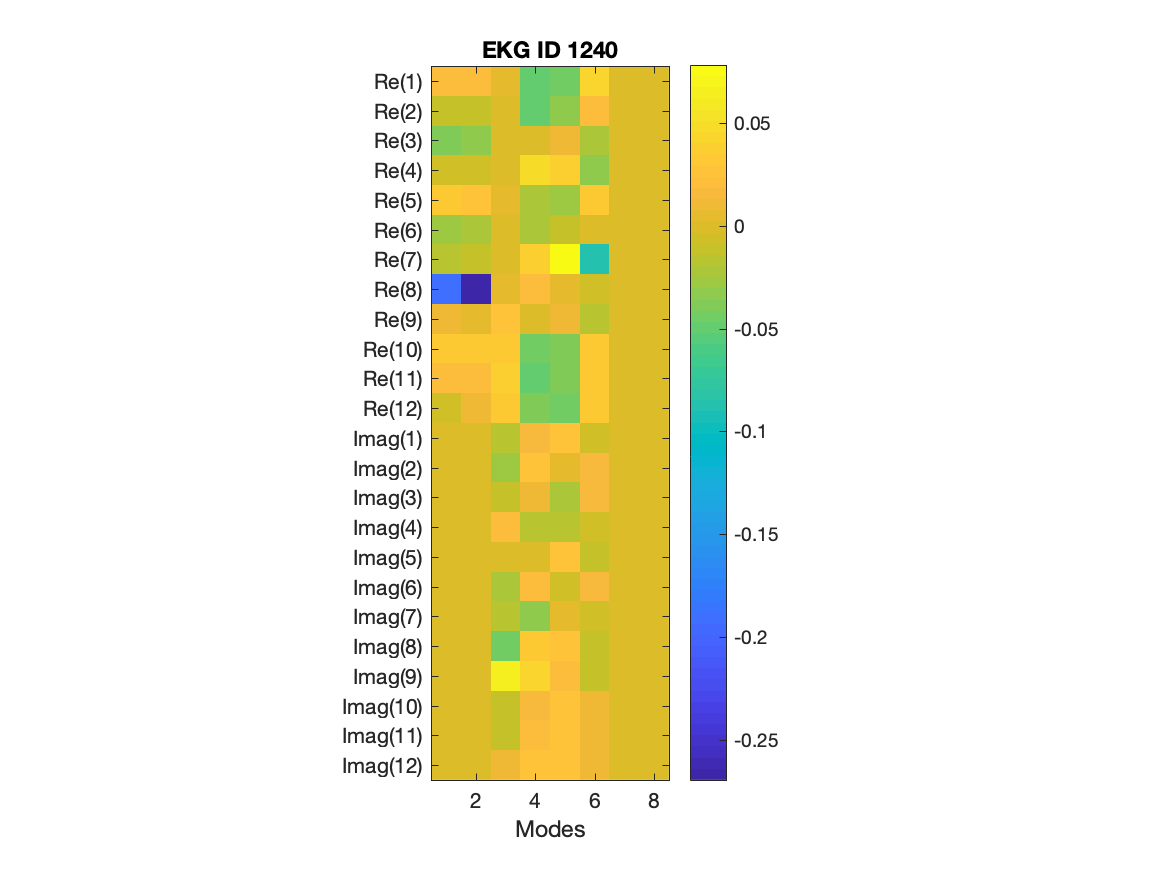 EKG ID 1240
Re(1)
Re(2)
Re(3)
Re(4)
Re(5)
Re(6)
Re(7)
Re(8)
Re(9)
Re(10)
Re(11)
Re(12)
Imag(1)
Imag(2)
Imag(3)
Imag(4)
Imag(5)
Imag(6)
Imag(7)
Imag(8)
Imag(9)
Imag(10)
Imag(11)
Imag(12)
2 4 6 8
Modes
0.05
0
-0.05
-0.1
-0.15
-0.2
-0.25